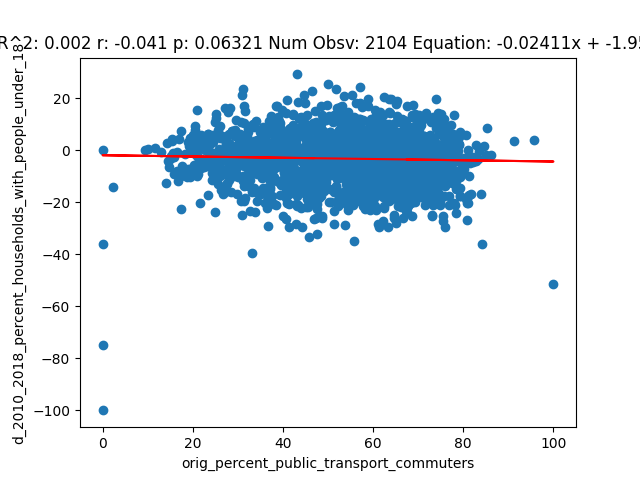 R^2: 0.002 r: -0.041 p: 0.06321 Num Obsv: 2104 Equation: -0.02411x + -1.95
d_2010_2018_percent_households_with_people_under_18
20
0
−20
−40
−60
−80
−100
0 20 40 60 80 100
orig_percent_public_transport_commuters